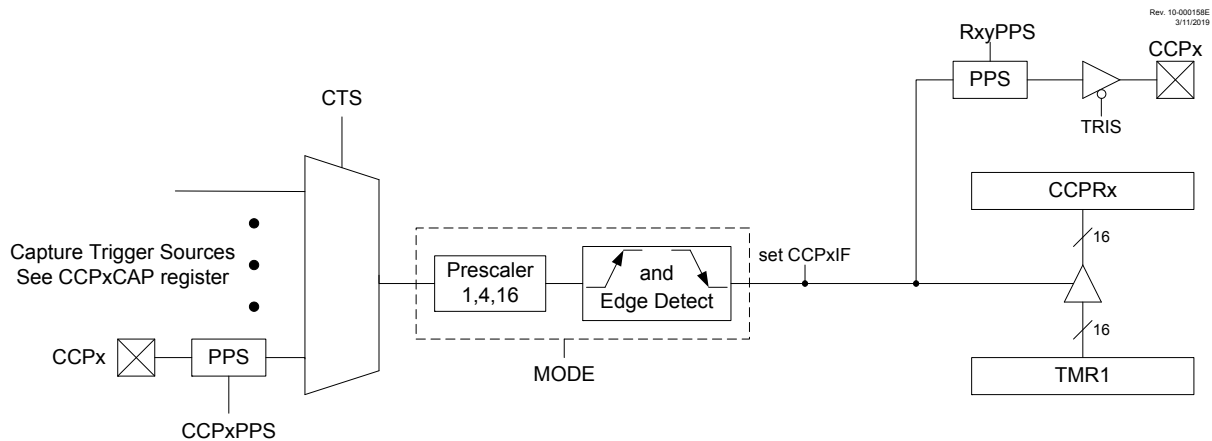 Rev. 10-000158E
3/11/2019
RxyPPS
CCPx
PPS
TRIS
CTS
CCPRx
16
Capture Trigger Sources
See CCPxCAP register
Prescaler
1,4,16
and
Edge Detect
set CCPxIF
16
CCPx
PPS
MODE
TMR1
CCPxPPS